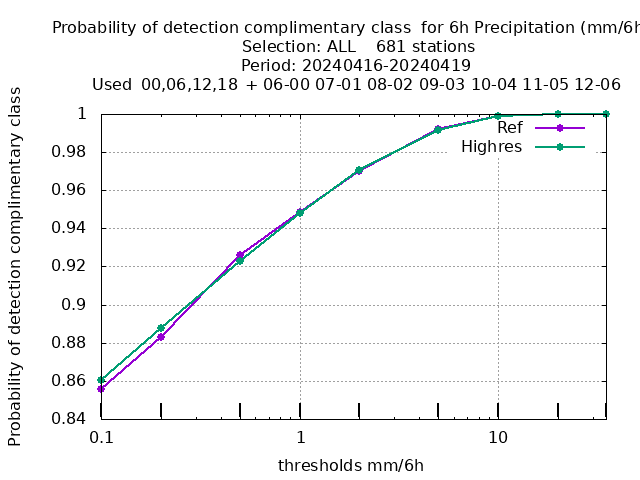 Probability of detection complimentary class  for 6h Precipitation (mm/6h
Selection: ALL    681 stations
Period: 20240416-20240419
Used  00,06,12,18  + 06-00 07-01 08-02 09-03 10-04 11-05 12-06
Probability of detection complimentary class
1
0.98
0.96
0.94
0.92
0.9
0.88
0.86
0.84
Ref
Highres
0.1
1
10
thresholds mm/6h